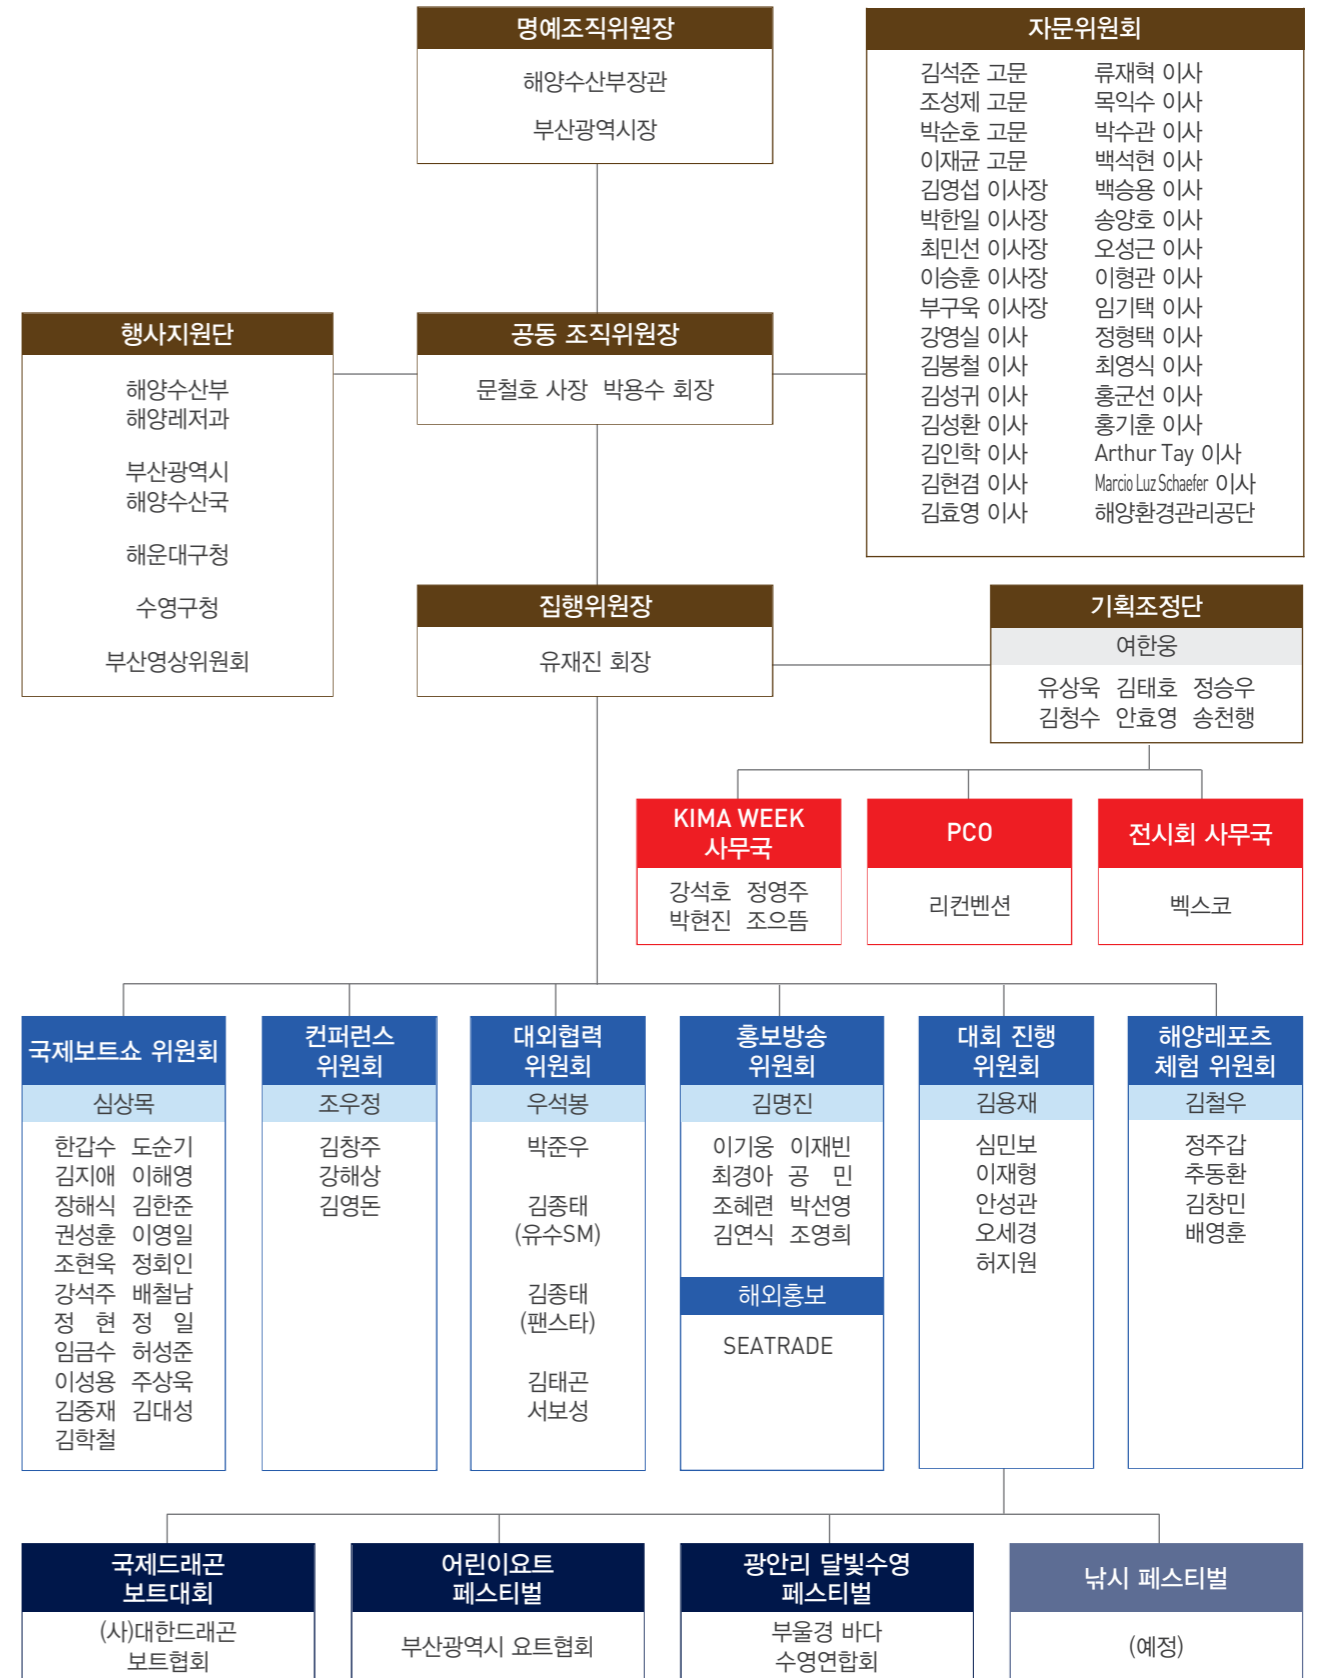 명예조직위원장
해양수산부장관
부산광역시장
자문위원회
김석준 고문 류재혁 이사
조성제 고문 목익수 이사
박순호 고문 박수관 이사
이재균 고문 백석현 이사
김영섭 이사장 백승용 이사
박한일 이사장 송양호 이사
최민선 이사장 오성근 이사
이승훈 이사장 이형관 이사
부구욱 이사장 임기택 이사
강영실 이사 정형택 이사
김봉철 이사 최영식 이사
김성귀 이사 홍군선 이사
김성환 이사 홍기훈 이사
김인학 이사 Arthur Tay 이사
김현겸 이사 Marcio Luz Schaefer 이사
김효영 이사 해양환경관리공단
행사지원단
해양수산부
해양레저과
부산광역시
해양수산국
해운대구청
수영구청
부산영상위원회
공동 조직위원장
문철호 사장 박용수 회장
집행위원장
유재진 회장
기획조정단
여한웅
유상욱 김태호 정승우
김청수 안효영 송천행
KIMA WEEK
사무국
강석호 정영주
박현진 조으뜸
PCO
리컨벤션
전시회 사무국
벡스코
국제보트쇼 위원회
심상목
한갑수 도순기
김지애 이해영
장해식 김한준
권성훈 이영일
조현욱 정회인
강석주 배철남
정 현 정 일
임금수 허성준
이성용 주상욱
김중재 김대성
김학철
컨퍼런스
위원회
조우정
김창주
강해상
김영돈
대외협력
위원회
우석봉
박준우
김종태
(유수SM)
김종태
(팬스타)
김태곤
서보성
홍보방송
위원회
김명진
이기웅 이재빈
최경아 공 민
조혜련 박선영
김연식 조영희
해외홍보
SEATRADE
대회 진행
위원회
김용재
심민보
이재형
안성관
오세경
허지원
해양레포츠
체험 위원회
김철우
정주갑
추동환
김창민
배영훈
국제드래곤
보트대회
(사)대한드래곤
보트협회
어린이요트
페스티벌
부산광역시 요트협회
광안리 달빛수영
페스티벌
부울경 바다
수영연합회
낚시 페스티벌
(예정)